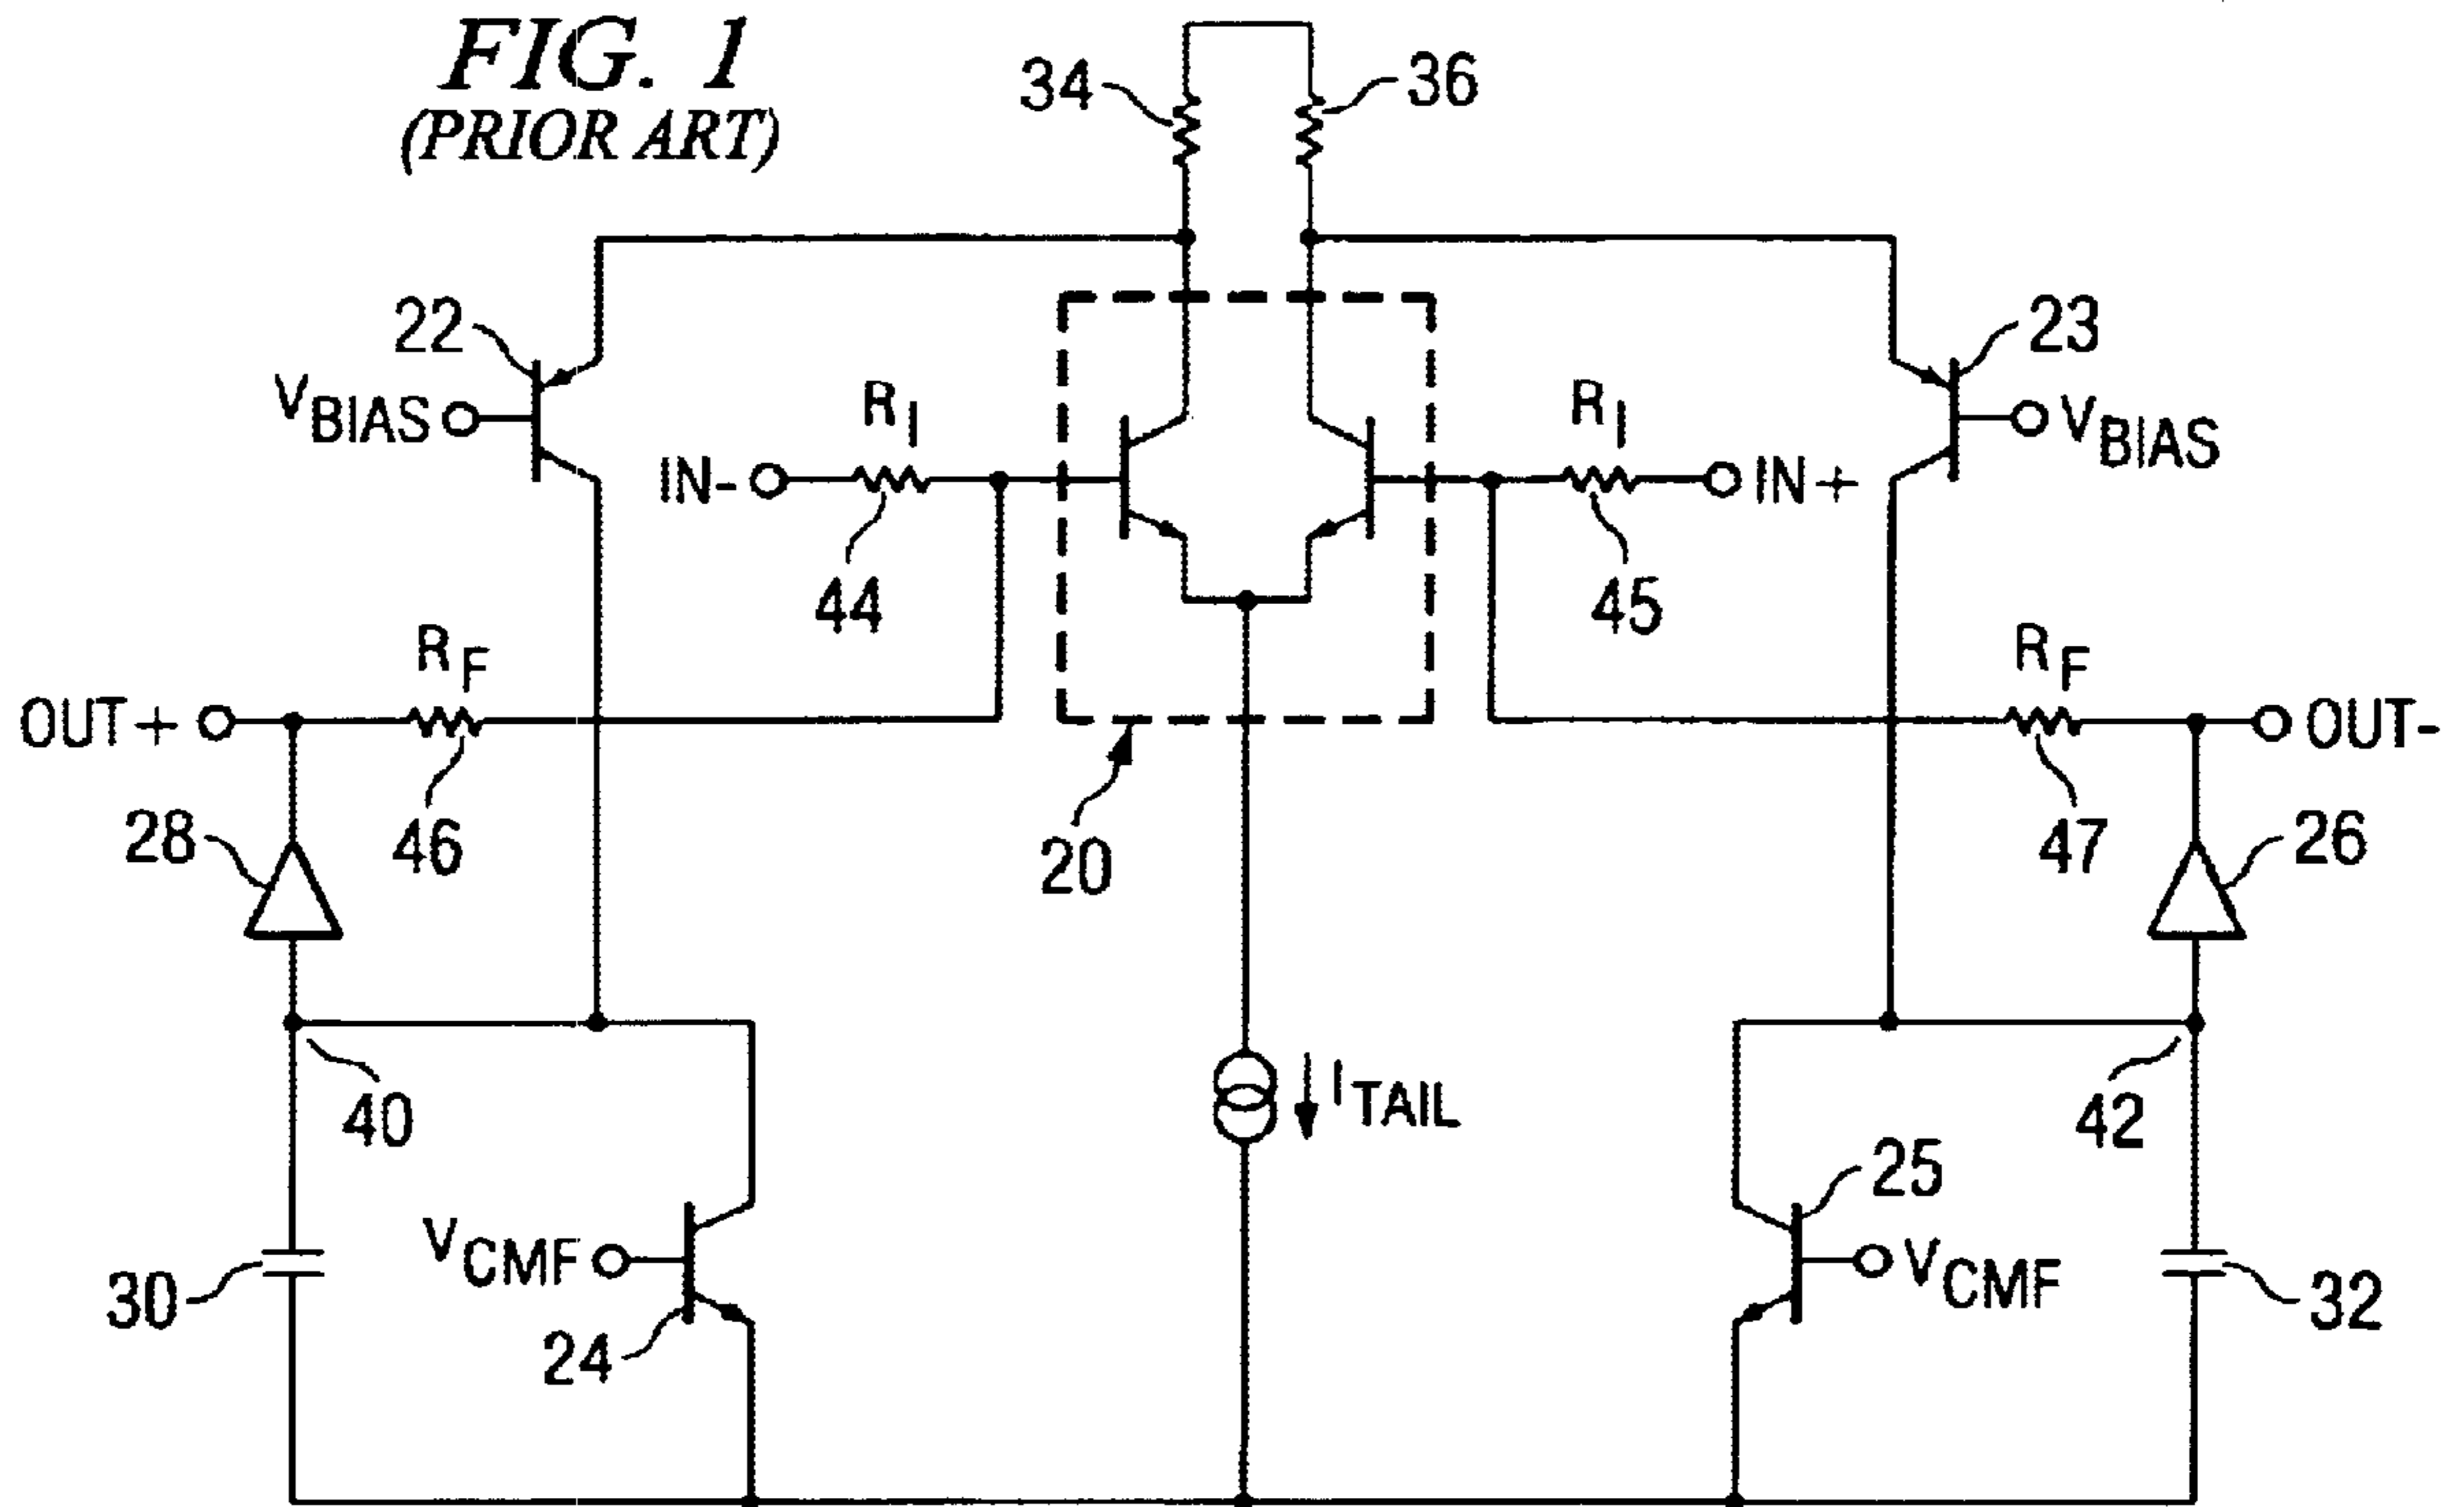 FIG. 1
(PRIOR ART)
34
36
22
23
VBIAS
RI
RI
VBIAS
IN-
IN+
44
45
RF
RF
OUT+
OUT-
28
46
20
47
26
40
ITAIL
42
25
VCMF
VCMF
30
32
24